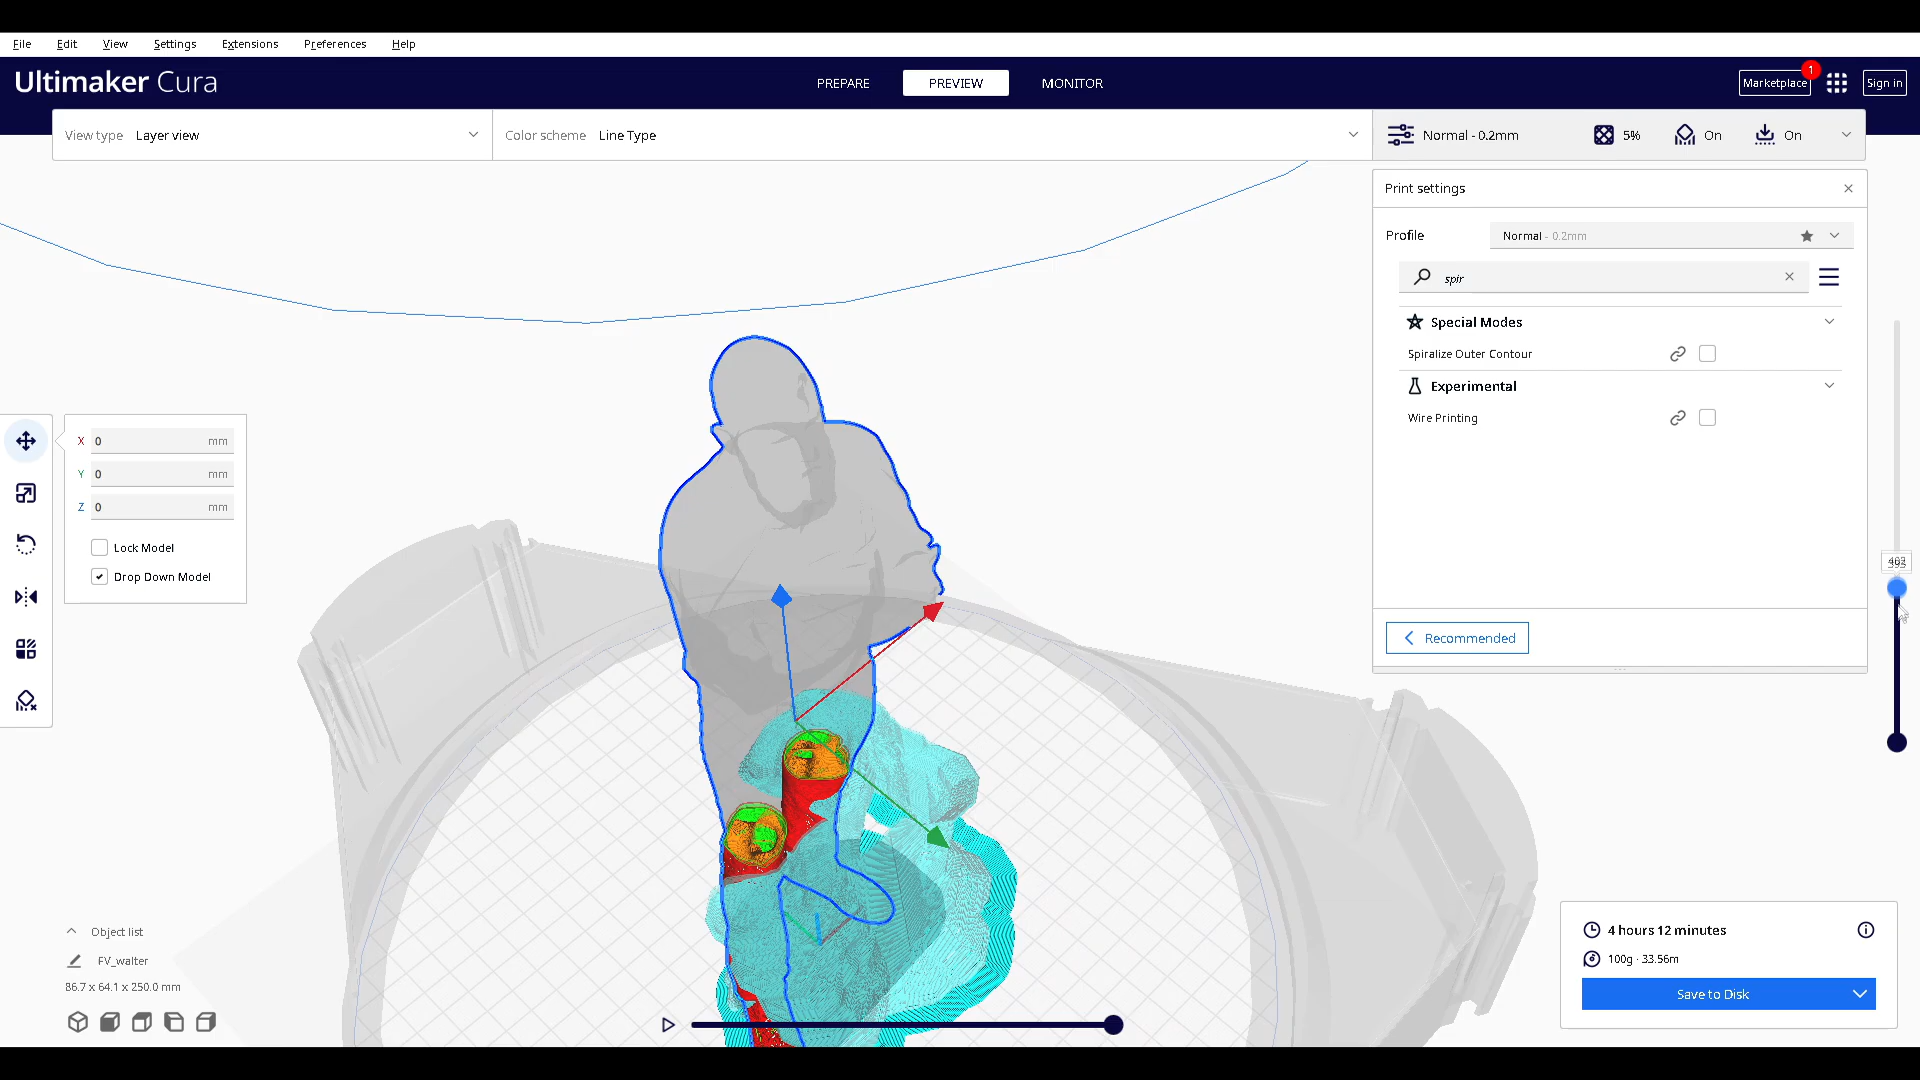 File Edit View Settings Extensions Preferences Help
Ultimaker Cura
PREPARE PREVIEW MONITOR
Marketplace 1 Sign in
View type Layer view
Color scheme Line Type
Normal - 0.2mm 5% On On
Print settings
Profile Normal - 0.2mm
spir
Special Modes
Spiralize Outer Contour
Experimental
Wire Printing
Recommended
X 0 mm
Y 0 mm
Z 0 mm
Lock Model
Drop Down Model
Object list
FV_walter
86.7 x 64.1 x 250.0 mm
4 hours 12 minutes
100g · 33.56m
Save to Disk